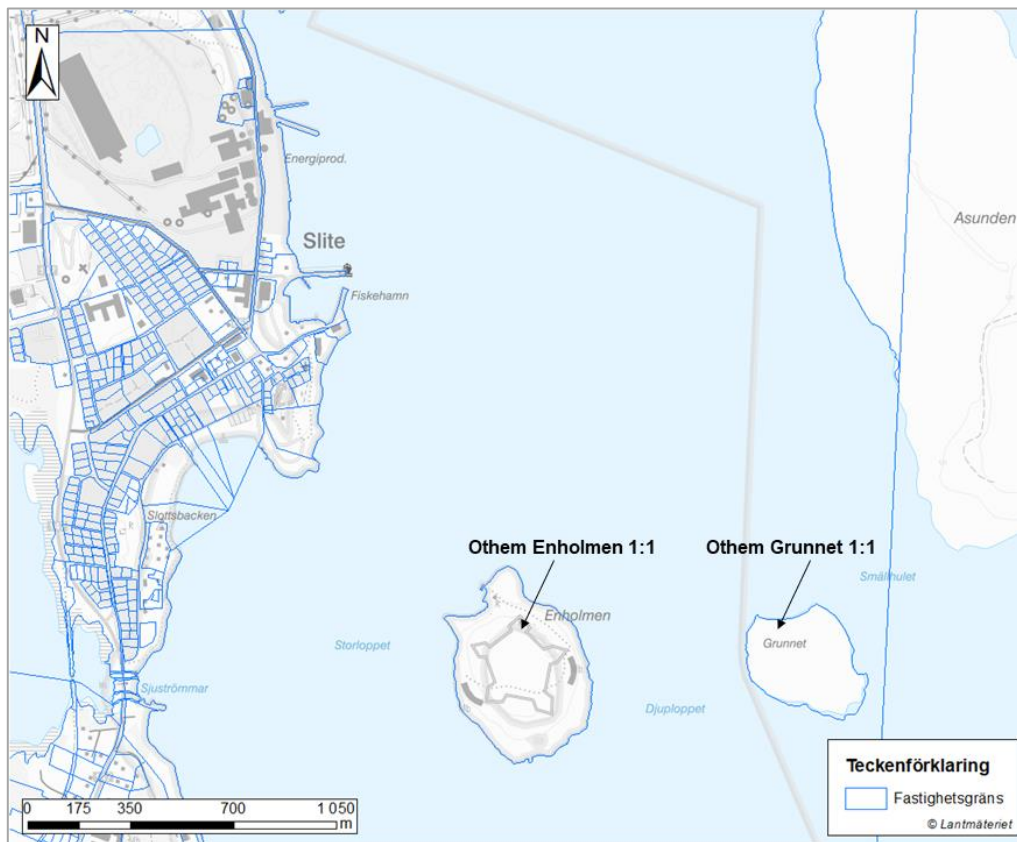 N
Energiprod.
Slite
Fiskehamn
Asunden
Slottsbacken
Othem Enholmen 1:1
Othem Grunnet 1:1
Smällhulet
Enholmen
Storloppet
Grunnet
Sjuströmmar
Djuploppet
Teckenförklaring
Fastighetsgräns
© Lantmäteriet
0 175 350 700 1 050
m